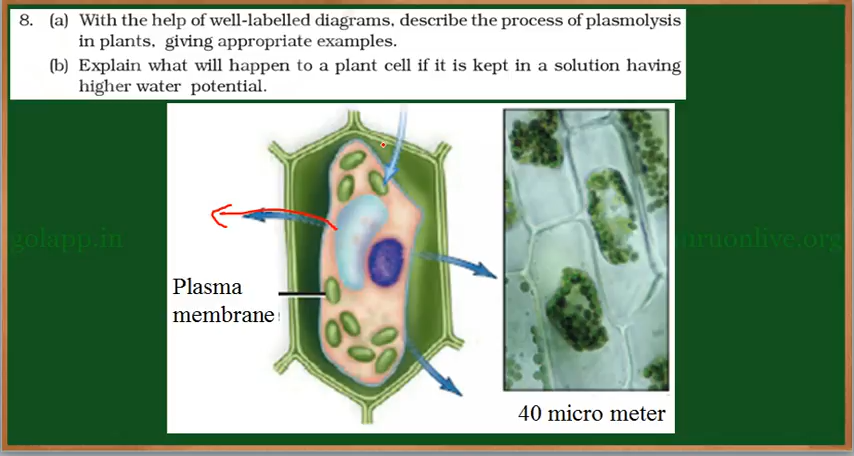 8. (a) With the help of well-labelled diagrams, describe the process of plasmolysis
in plants, giving appropriate examples.
(b) Explain what will happen to a plant cell if it is kept in a solution having
higher water potential.
golapp.in
mruonlive.org
Plasma
membrane
40 micro meter